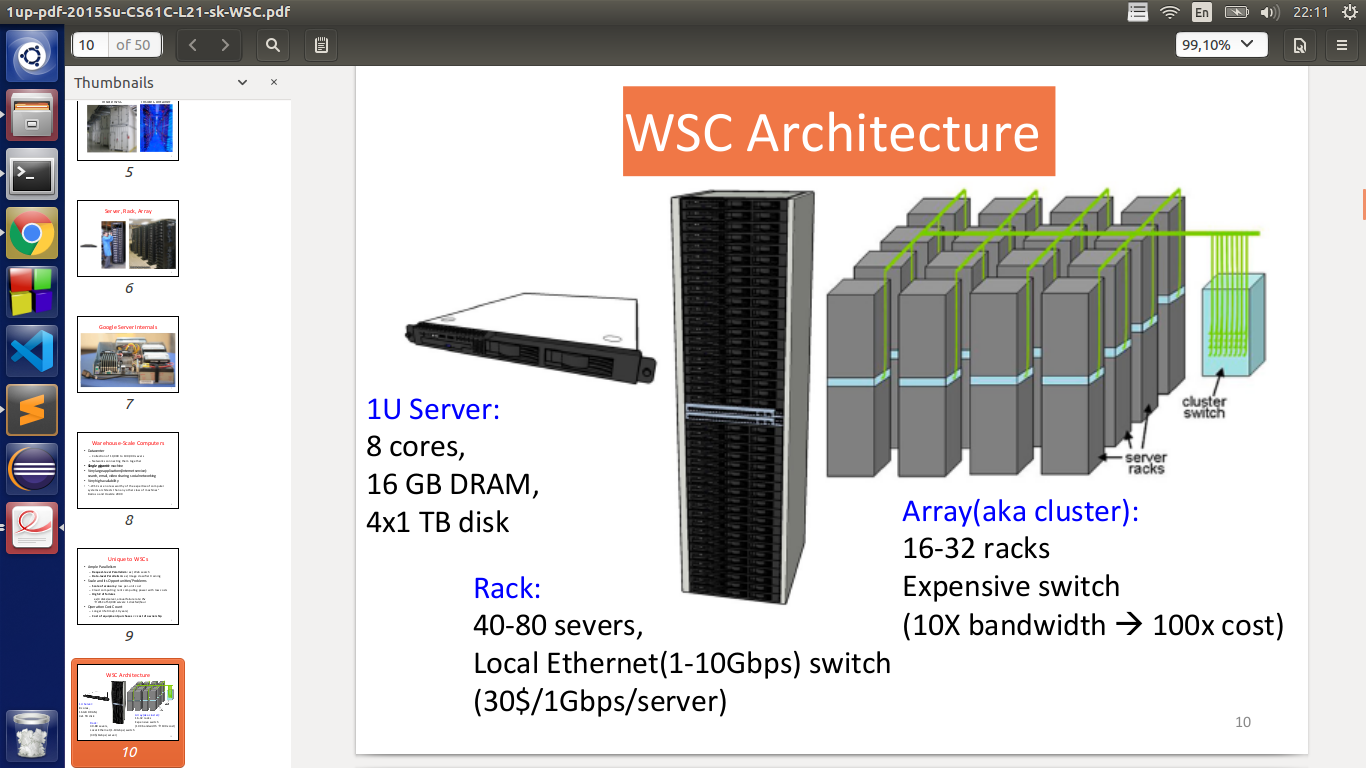 1up-pdf-2015Su-CS61C-L21-sk-WSC.pdf
En
22:11
10 of 50
99,10%
Thumbnails
5
Server, Rack, Array
6
Google Server Internals
7
Warehouse-Scale Computers
8
Unique to WSCs
9
WSC Architecture
10
WSC Architecture
1U Server:
8 cores,
16 GB DRAM,
4x1 TB disk
Rack:
40-80 severs,
Local Ethernet(1-10Gbps) switch
(30$/1Gbps/server)
cluster
switch
server
racks
Array(aka cluster):
16-32 racks
Expensive switch
(10X bandwidth → 100x cost)
10